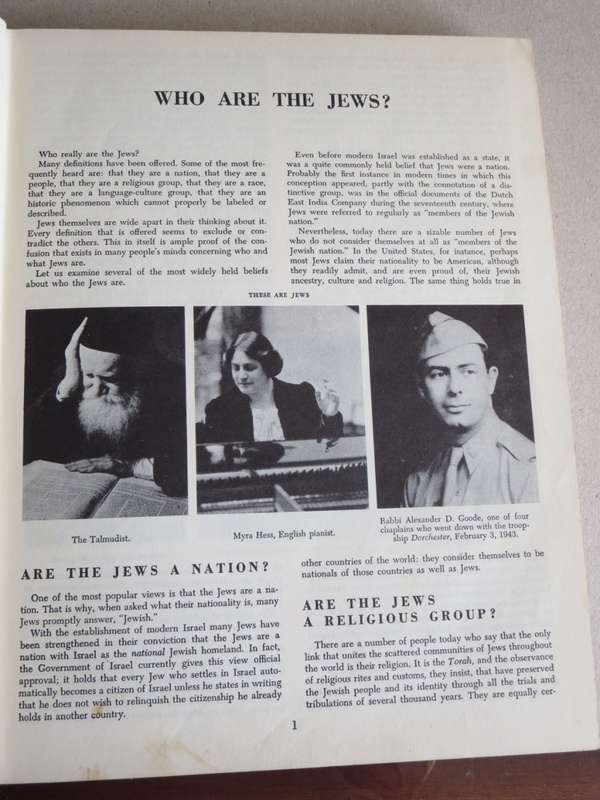 WHO ARE THE JEWS?
Who really are the Jews?
Many definitions have been offered. Some of the most fre-
quently heard are: that they are a nation, that they are a
people, that they are a religious group, that they are a race,
that they are a language-culture group, that they are an
historic phenomenon which cannot properly be labeled or
described.
Jews themselves are wide apart in their thinking about it.
Every definition that is offered seems to exclude or con-
tradict the others. This in itself is ample proof of the con-
fusion that exists in many people's minds concerning who and
what Jews are.
Let us examine several of the most widely held beliefs
about who the Jews are.
Even before modern Israel was established as a state, it
was a quite commonly held belief that Jews were a nation.
Probably the first instance in modern times in which this
conception appeared, partly with the connotation of a dis-
tinctive group, was in the official documents of the Dutch
East India Company during the seventeenth century, where
Jews were referred to regularly as "members of the Jewish
nation."
Nevertheless, today there are a sizable number of Jews
who do not consider themselves at all as "members of the
Jewish nation." In the United States, for instance, perhaps
most Jews claim their nationality to be American, although
they readily admit, and are even proud of, their Jewish
ancestry, culture and religion. The same thing holds true in
THESE ARE JEWS
The Talmudist.
Myra Hess, English pianist.
Rabbi Alexander D. Goode, one of four
chaplains who went down with the troop-
ship Dorchester, February 3, 1943.
ARE THE JEWS A NATION?
One of the most popular views is that the Jews are a na-
tion. That is why, when asked what their nationality is, many
Jews promptly answer, "Jewish."
With the establishment of modern Israel many Jews have
been strengthened in their conviction that the Jews are a
nation with Israel as the national Jewish homeland. In fact,
the Government of Israel currently gives this view official
approval; it holds that every Jew who settles in Israel auto-
matically becomes a citizen of Israel unless he states in writing
that he does not wish to relinquish the citizenship he already
holds in another country.
other countries of the world: they consider themselves to be
nationals of those countries as well as Jews.
ARE THE JEWS
A RELIGIOUS GROUP?
There are a number of people today who say that the only
link that unites the scattered communities of Jews throughout
the world is their religion. It is the Torah, and the observance
of religious rites and customs, they insist, that have preserved
the Jewish people and its identity through all the trials and
tribulations of several thousand years. They are equally cer-
1